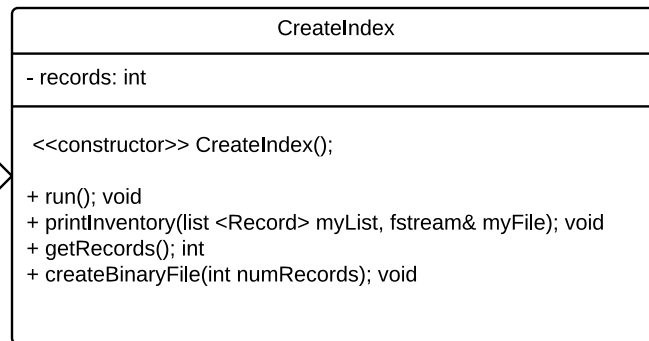 CreateIndex
- records: int
<<constructor>> CreateIndex();
+ run(); void
+ printInventory(list <Record> myList, fstream& myFile); void
+ getRecords(); int
+ createBinaryFile(int numRecords); void